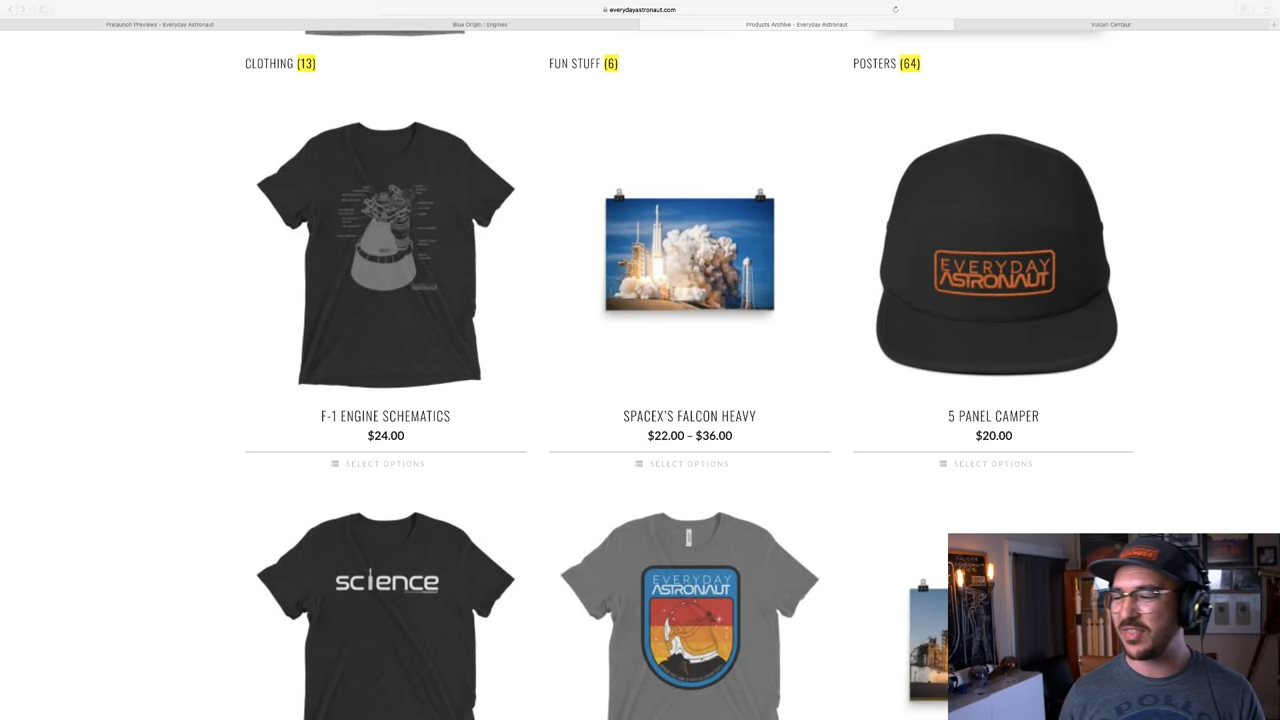 everydayastronaut.com
Prelaunch Previews - Everyday Astronaut
Blue Origin | Engines
Products Archive - Everyday Astronaut
Vulcan Centaur
CLOTHING (13)
FUN STUFF (6)
POSTERS (64)
EVERYDAY
ASTRONAUT
F-1 ENGINE SCHEMATICS
SPACEX'S FALCON HEAVY
5 PANEL CAMPER
$24.00
$22.00 – $36.00
$20.00
SELECT OPTIONS
SELECT OPTIONS
SELECT OPTIONS
science
EVERYDAY
ASTRONAUT